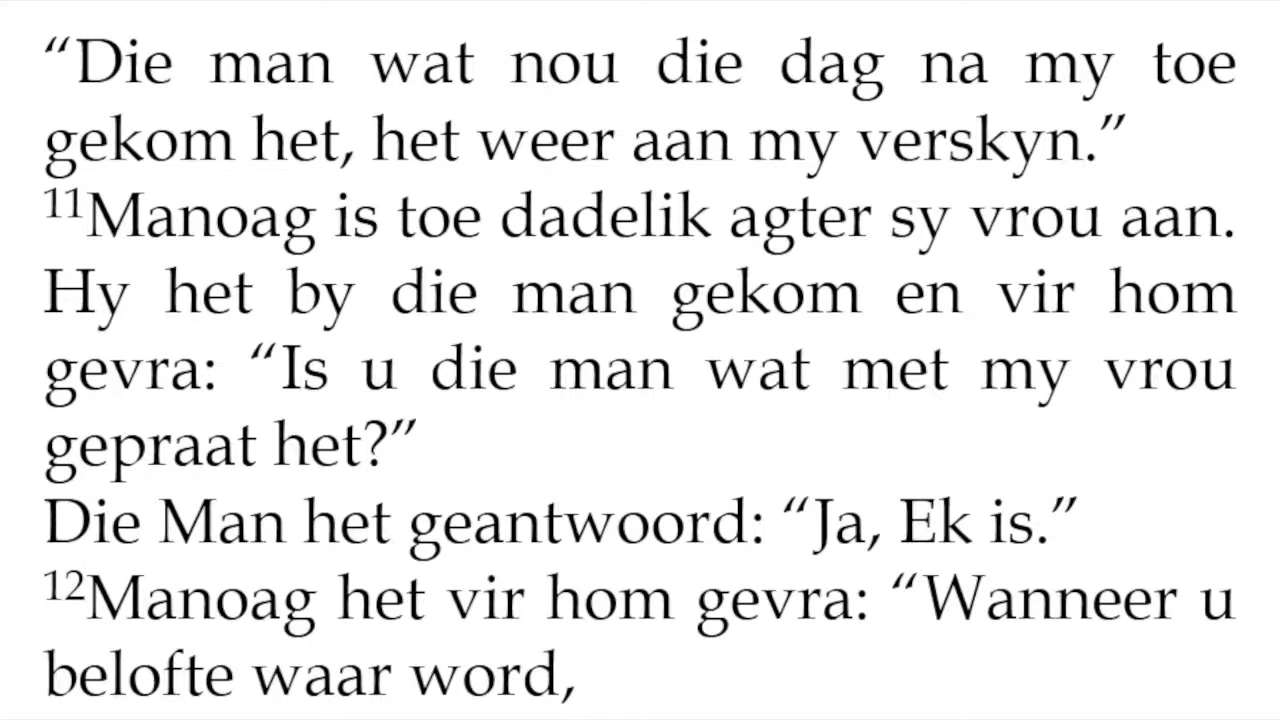 “Die man wat nou die dag na my toe
gekom het, het weer aan my verskyn.”
¹¹Manoag is toe dadelik agter sy vrou aan.
Hy het by die man gekom en vir hom
gevra: “Is u die man wat met my vrou
gepraat het?”
Die Man het geantwoord: “Ja, Ek is.”
¹²Manoag het vir hom gevra: “Wanneer u
belofte waar word,